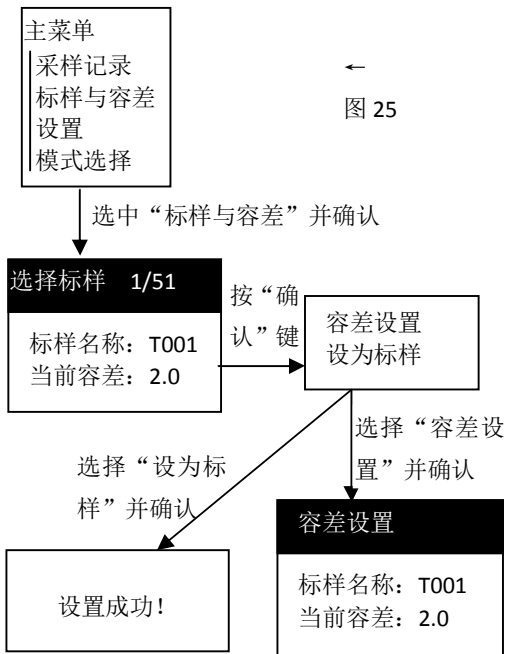 主菜单
采样记录
标样与容差
设置
模式选择
←
图 25
选中“标样与容差”并确认
选择标样 1/51
标样名称：T001
当前容差：2.0
按“确
认”键
容差设置
设为标样
选择“设为标
样”并确认
选择“容差设
置”并确认
设置成功！
容差设置
标样名称：T001
当前容差：2.0